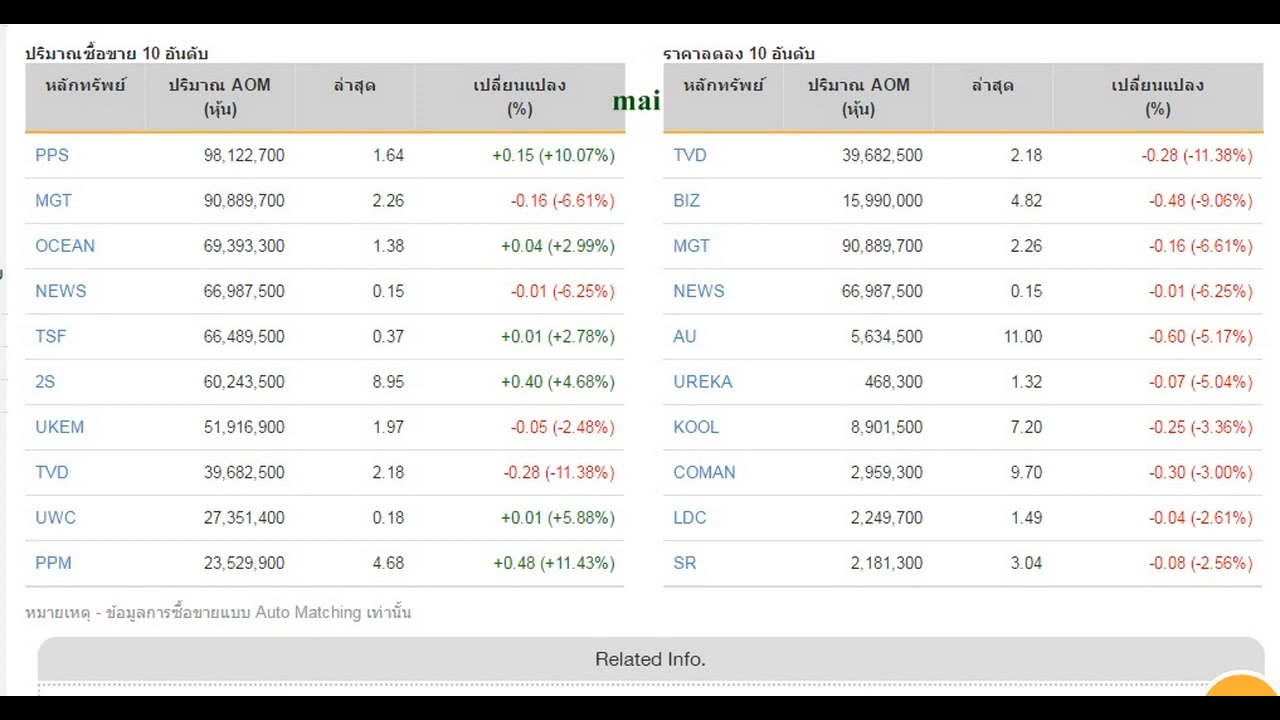 ปริมาณซื้อขาย 10 อันดับ
หลักทรัพย์ ปริมาณ AOM (หุ้น) ล่าสุด เปลี่ยนแปลง (%)
PPS 98,122,700 1.64 +0.15 (+10.07%)
MGT 90,889,700 2.26 -0.16 (-6.61%)
OCEAN 69,393,300 1.38 +0.04 (+2.99%)
NEWS 66,987,500 0.15 -0.01 (-6.25%)
TSF 66,489,500 0.37 +0.01 (+2.78%)
2S 60,243,500 8.95 +0.40 (+4.68%)
UKEM 51,916,900 1.97 -0.05 (-2.48%)
TVD 39,682,500 2.18 -0.28 (-11.38%)
UWC 27,351,400 0.18 +0.01 (+5.88%)
PPM 23,529,900 4.68 +0.48 (+11.43%)
mai
ราคาลดลง 10 อันดับ
หลักทรัพย์ ปริมาณ AOM (หุ้น) ล่าสุด เปลี่ยนแปลง (%)
TVD 39,682,500 2.18 -0.28 (-11.38%)
BIZ 15,990,000 4.82 -0.48 (-9.06%)
MGT 90,889,700 2.26 -0.16 (-6.61%)
NEWS 66,987,500 0.15 -0.01 (-6.25%)
AU 5,634,500 11.00 -0.60 (-5.17%)
UREKA 468,300 1.32 -0.07 (-5.04%)
KOOL 8,901,500 7.20 -0.25 (-3.36%)
COMAN 2,959,300 9.70 -0.30 (-3.00%)
LDC 2,249,700 1.49 -0.04 (-2.61%)
SR 2,181,300 3.04 -0.08 (-2.56%)
หมายเหตุ - ข้อมูลการซื้อขายแบบ Auto Matching เท่านั้น
Related Info.